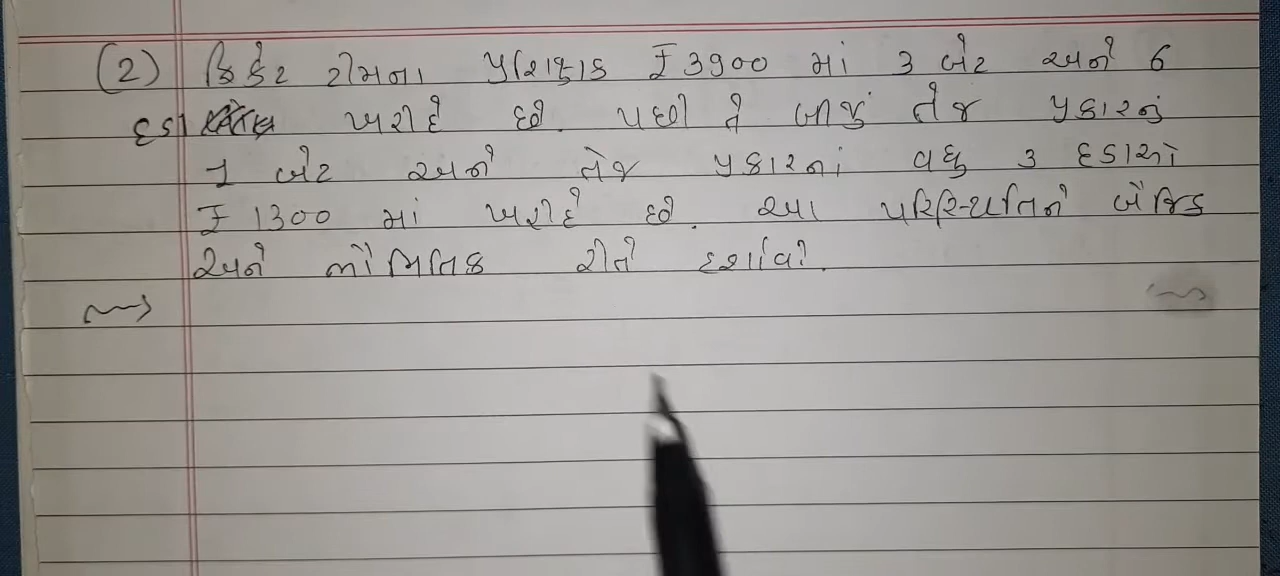 (2) ક્રિકેટ ટીમના પ્રશિક્ષક ₹ 3900 માં 3 બેટ અને 6
દડા ખરીદે છે. પછી તે બીજું તેજ પ્રકારનું
1 બેટ અને તેજ પ્રકારનાં વધુ 3 દડાઓ
₹ 1300 માં ખરીદે છે. આ પરિસ્થિતિને બૈજિક
અને ભૌમિતિક રીતે દર્શાવો.